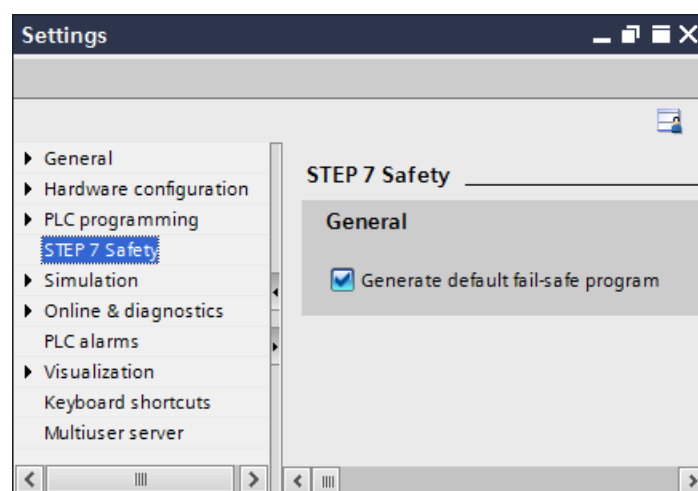 Settings
General
Hardware configuration
PLC programming
STEP 7 Safety
Simulation
Online & diagnostics
PLC alarms
Visualization
Keyboard shortcuts
Multiuser server
STEP 7 Safety
General
Generate default fail-safe program